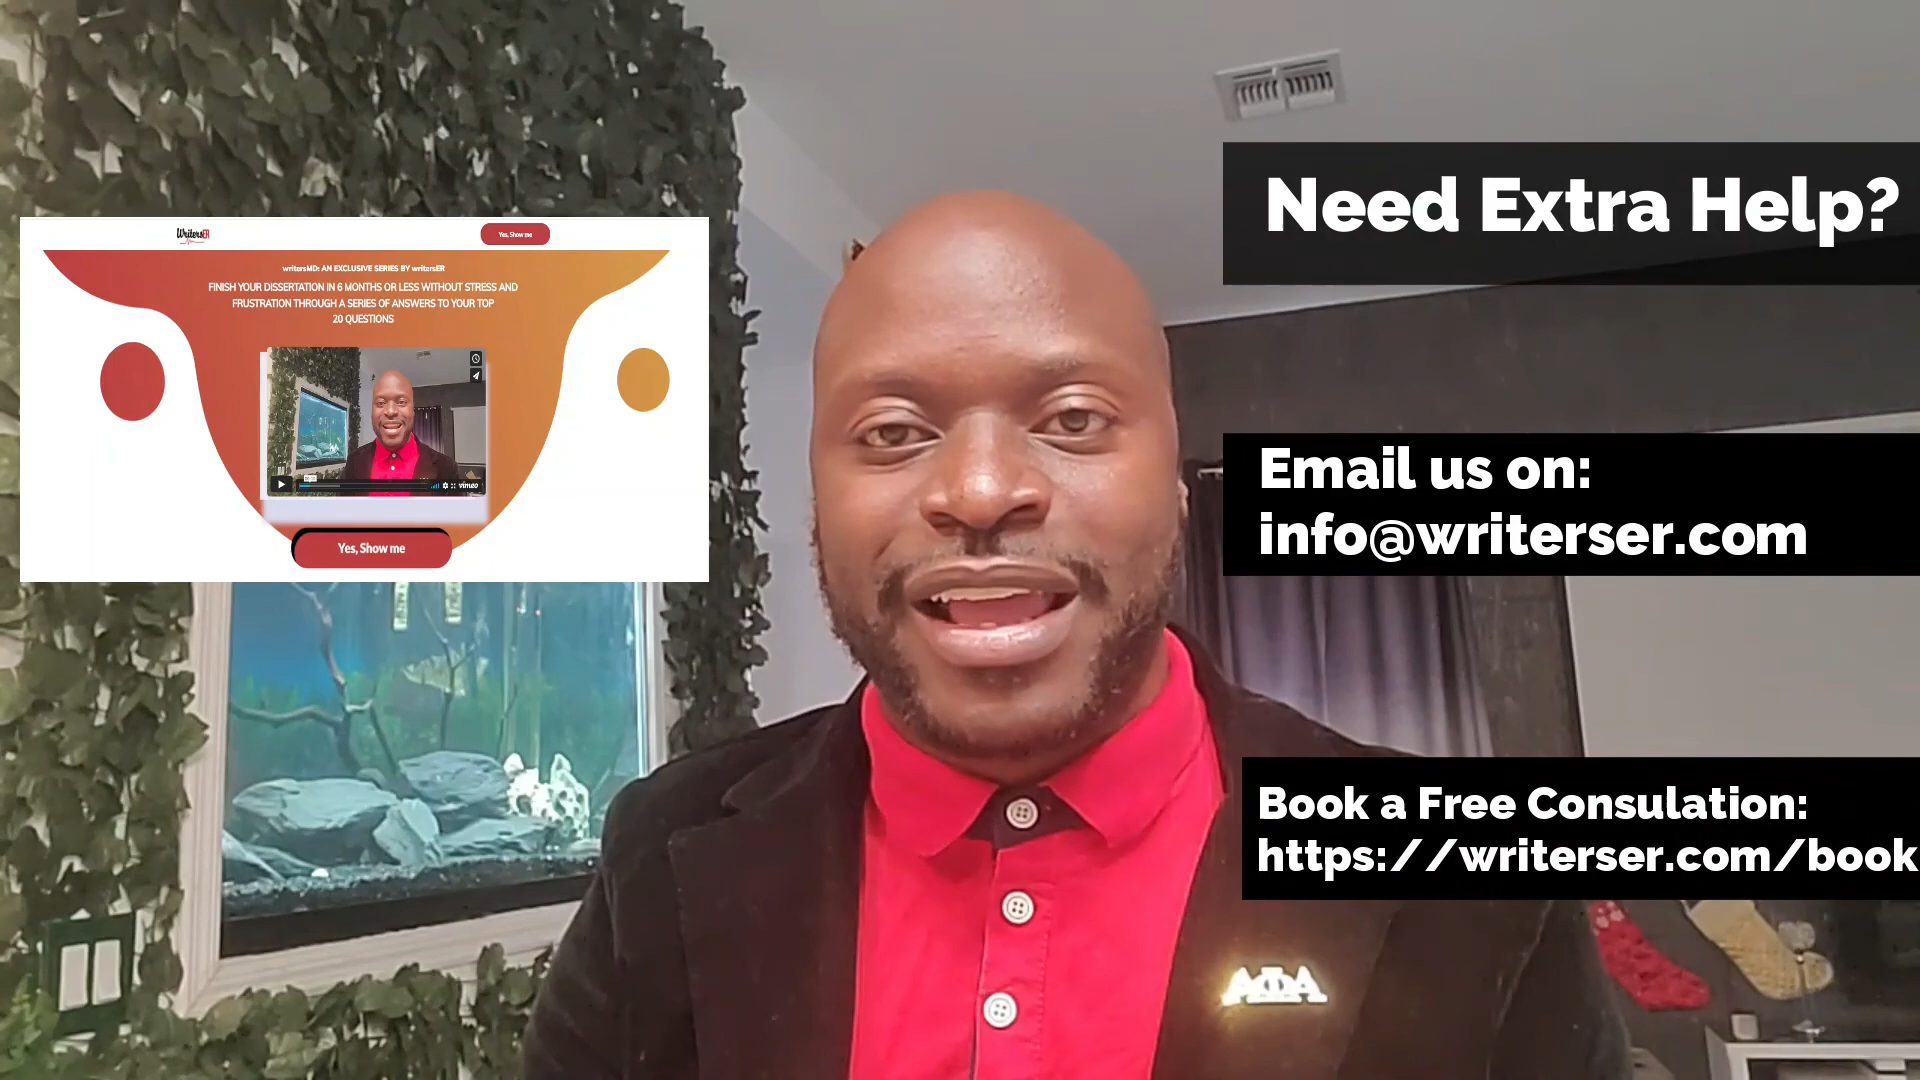 Need Extra Help?
WritersER
Yes, Show me
writersMD: AN EXCLUSIVE SERIES BY writersER
FINISH YOUR DISSERTATION IN 6 MONTHS OR LESS WITHOUT STRESS AND
FRUSTRATION THROUGH A SERIES OF ANSWERS TO YOUR TOP
20 QUESTIONS
vimeo
Yes, Show me
Email us on:
info@writerser.com
Book a Free Consulation:
https://writerser.com/book
ΑΦΑ